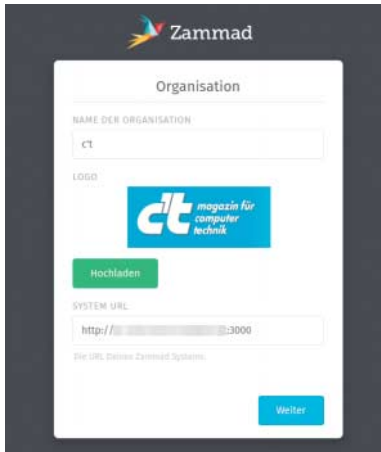 Zammad
Organisation
NAME DER ORGANISATION
c't
LOGO
c't magazin für
computer
technik
Hochladen
SYSTEM URL
http:// :3000
Die URL Deines Zammad Systems.
Weiter